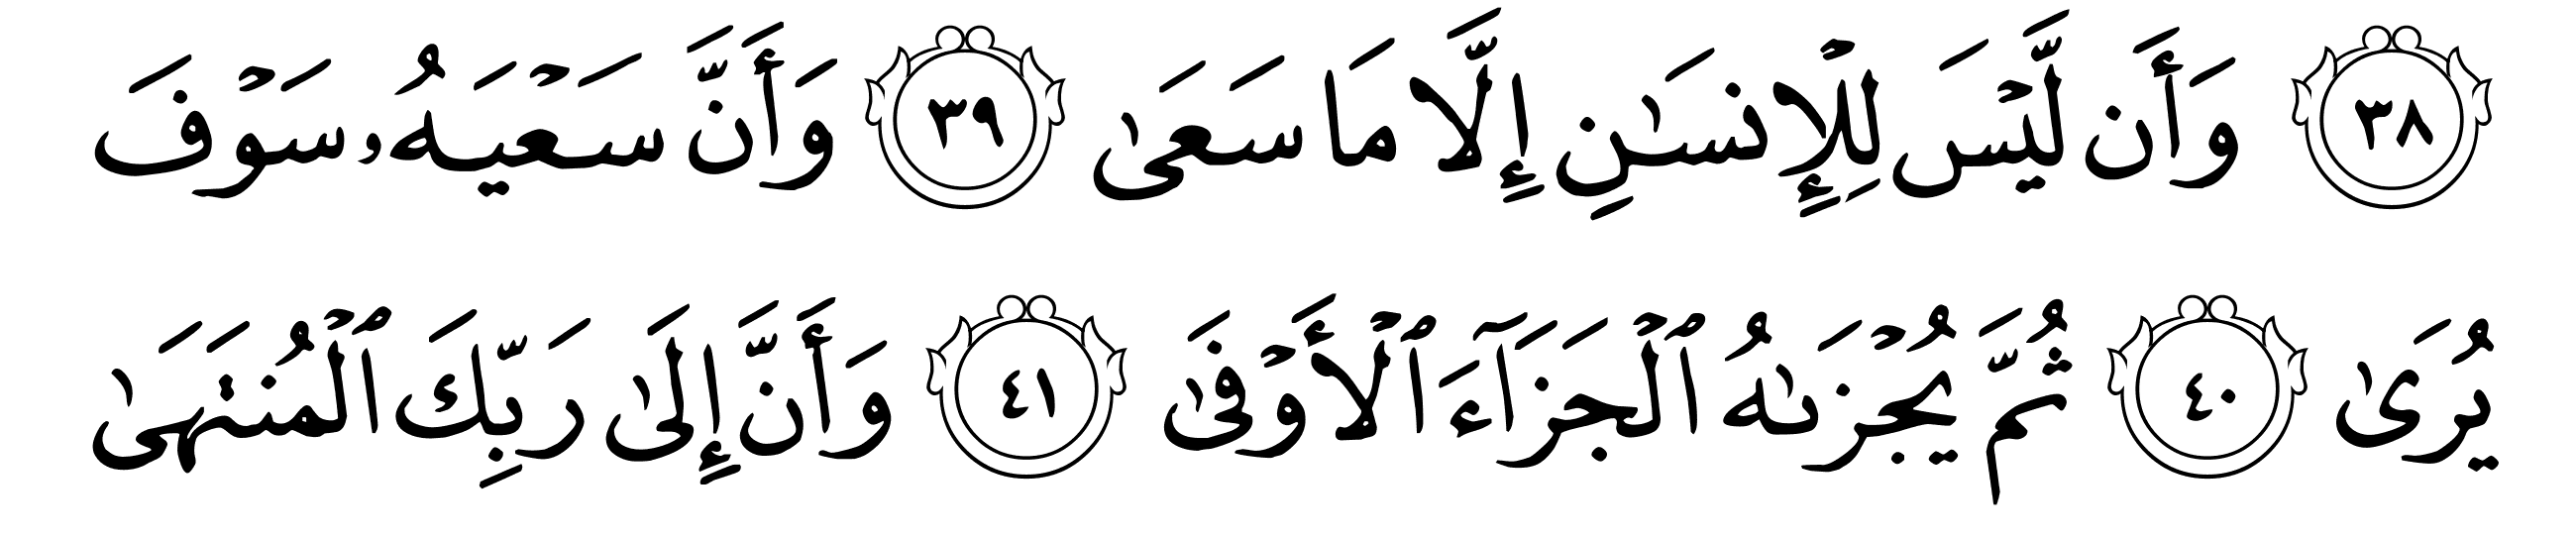 ٣٨ وَأَن لَّيْسَ لِلْإِنسَٰنِ إِلَّا مَا سَعَىٰ ٣٩ وَأَنَّ سَعْيَهُۥ سَوْفَ
يُرَىٰ ٤٠ ثُمَّ يُجْزَىٰهُ ٱلْجَزَآءَ ٱلْأَوْفَىٰ ٤١ وَأَنَّ إِلَىٰ رَبِّكَ ٱلْمُنتَهَىٰ